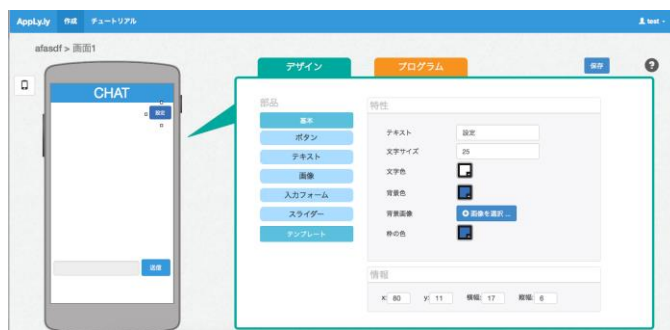 AppLy.ly 作成 チュートリアル test
afasdf > 画面1
デザイン プログラム 保存 ?
CHAT
設定
送信
部品
基本
ボタン
テキスト
画像
入力フォーム
スライダー
テンプレート
特性
テキスト 設定
文字サイズ 25
文字色
背景色
背景画像 画像を選択 ...
枠の色
情報
x: 80 y: 11 横幅: 17 縦幅: 6